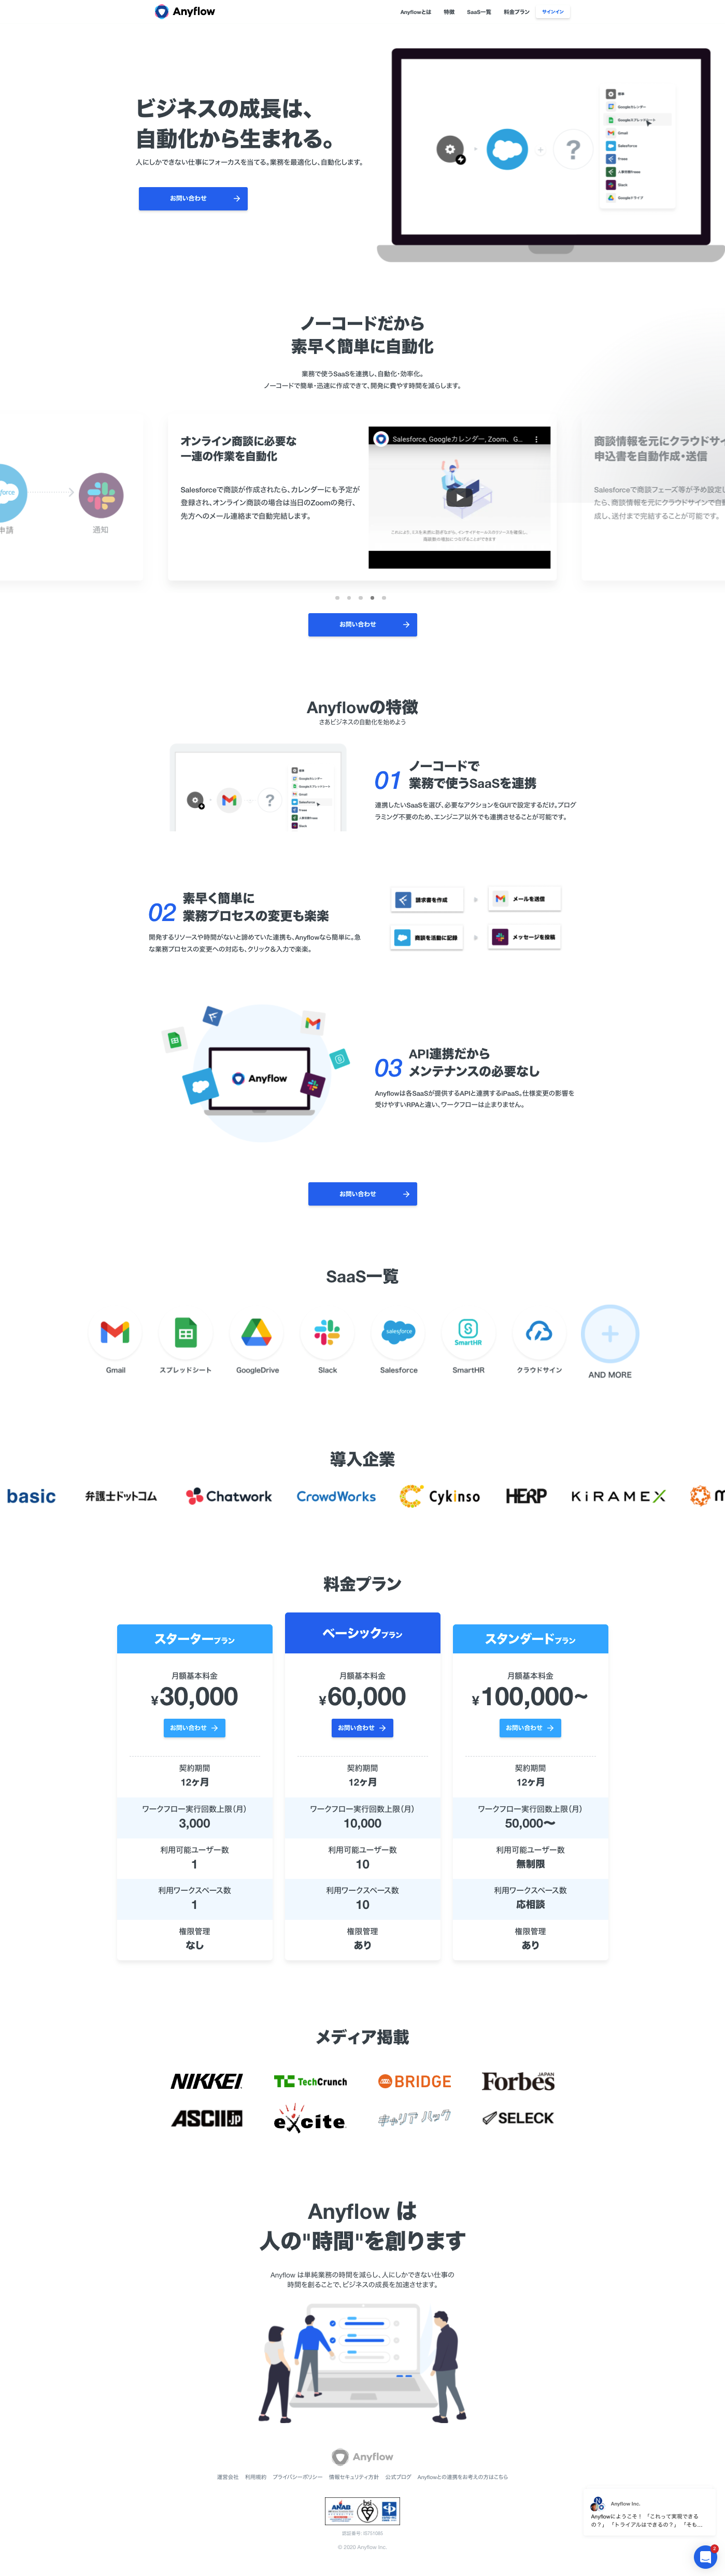 Anyflow
Anyflowとは 特徴 SaaS一覧 料金プラン サインイン
ビジネスの成長は、
自動化から生まれる。
人にしかできない仕事にフォーカスを当てる。業務を最適化し、自動化します。
お問い合わせ
Googleカレンダー
Googleスプレッドシート
Gmail
Salesforce
freee
人事労務freee
Slack
Googleドライブ
ノーコードだから
素早く簡単に自動化
業務で使うSaaSを連携し、自動化・効率化。
ノーコードで簡単・迅速に作成できて、開発に費やす時間を減らします。
申請
通知
オンライン商談に必要な
一連の作業を自動化
Salesforceで商談が作成されたら、カレンダーにも予定が
登録され、オンライン商談の場合は当日のZoomの発行、
先方へのメール連絡まで自動完結します。
Salesforce, Googleカレンダー, Zoom、G...
商談情報を元にクラウドサイ
申込書を自動作成・送信
Salesforceで商談フェーズ等が予め設定し
たら、商談情報を元にクラウドサインで自動
成し、送付まで完結することが可能です。
お問い合わせ
Anyflowの特徴
さあビジネスの自動化を始めよう
01
ノーコードで
業務で使うSaaSを連携
連携したいSaaSを選び、必要なアクションをGUIで設定するだけ。プログ
ラミング不要のため、エンジニア以外でも連携させることが可能です。
02
素早く簡単に
業務プロセスの変更も楽楽
開発するリソースや時間がないと諦めていた連携も、Anyflowなら簡単に。急
な業務プロセスの変更への対応も、クリック&入力で楽楽。
請求書を作成
メールを送信
商談を活動に記録
メッセージを投稿
Anyflow
03
API連携だから
メンテナンスの必要なし
Anyflowは各SaaSが提供するAPIと連携するiPaaS。仕様変更の影響を
受けやすいRPAと違い、ワークフローは止まりません。
お問い合わせ
SaaS一覧
Gmail
スプレッドシート
GoogleDrive
Slack
Salesforce
SmartHR
クラウドサイン
AND MORE
導入企業
basic
弁護士ドットコム
Chatwork
CrowdWorks
Cykinso
HERP
KiRAMEX
料金プラン
スタータープラン
月額基本料金
¥30,000
お問い合わせ
契約期間
12ヶ月
ワークフロー実行回数上限(月)
3,000
利用可能ユーザー数
1
利用ワークスペース数
1
権限管理
なし
ベーシックプラン
月額基本料金
¥60,000
お問い合わせ
契約期間
12ヶ月
ワークフロー実行回数上限(月)
10,000
利用可能ユーザー数
10
利用ワークスペース数
10
権限管理
あり
スタンダードプラン
月額基本料金
¥100,000~
お問い合わせ
契約期間
12ヶ月
ワークフロー実行回数上限(月)
50,000〜
利用可能ユーザー数
無制限
利用ワークスペース数
応相談
権限管理
あり
メディア掲載
NIKKEI
TechCrunch
BRIDGE
Forbes JAPAN
ASCII.jp
excite.
キャリアハック
SELECK
Anyflow は
人の"時間"を創ります
Anyflow は単純業務の時間を減らし、人にしかできない仕事の
時間を創ることで、ビジネスの成長を加速させます。
Anyflow
運営会社 利用規約 プライバシーポリシー 情報セキュリティ方針 公式ブログ Anyflowとの連携をお考えの方はこちら
ANAB
bsi
© 2020 Anyflow Inc.
Anyflow Inc.
Anyflowにようこそ！ 「これって実現できる
の？」 「トライアルはできるの？」 「そも...
2